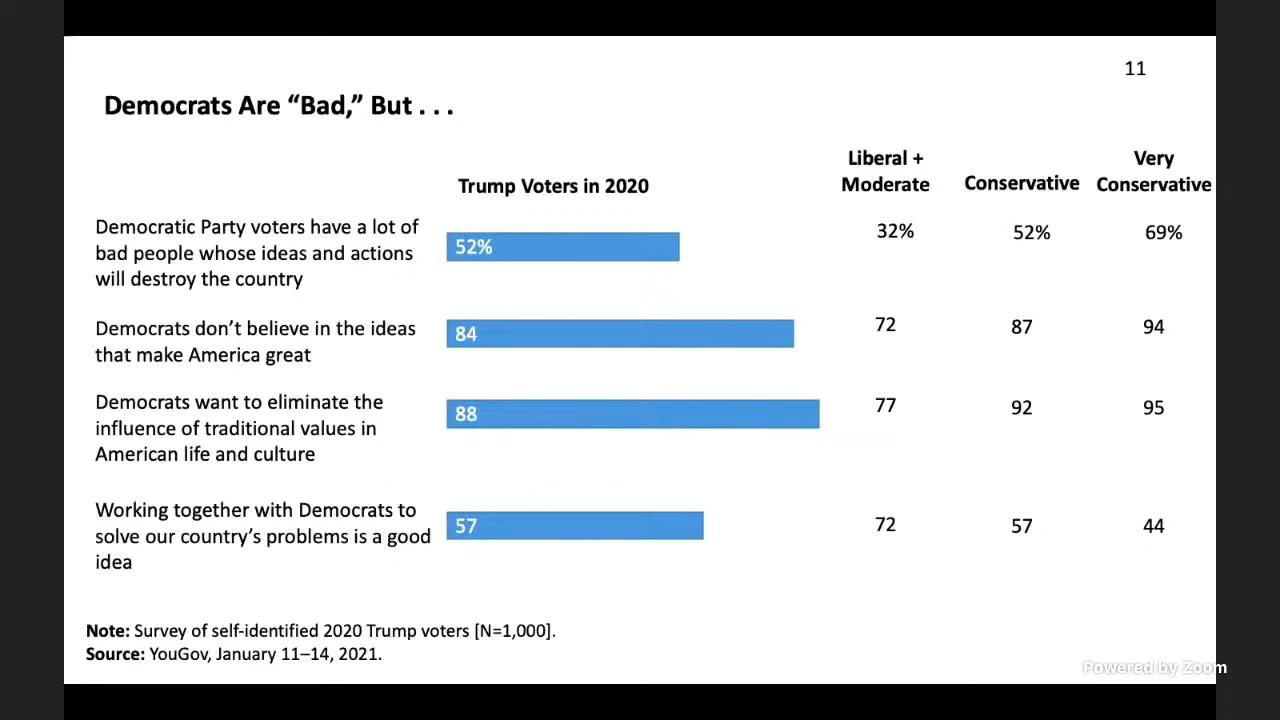 11
Democrats Are “Bad,” But . . .
Trump Voters in 2020
Liberal +
Moderate
Conservative
Very
Conservative
Democratic Party voters have a lot of
bad people whose ideas and actions
will destroy the country
52%
32%
52%
69%
Democrats don’t believe in the ideas
that make America great
84
72
87
94
Democrats want to eliminate the
influence of traditional values in
American life and culture
88
77
92
95
Working together with Democrats to
solve our country’s problems is a good
idea
57
72
57
44
Note: Survey of self-identified 2020 Trump voters [N=1,000].
Source: YouGov, January 11–14, 2021.
Powered by Zoom